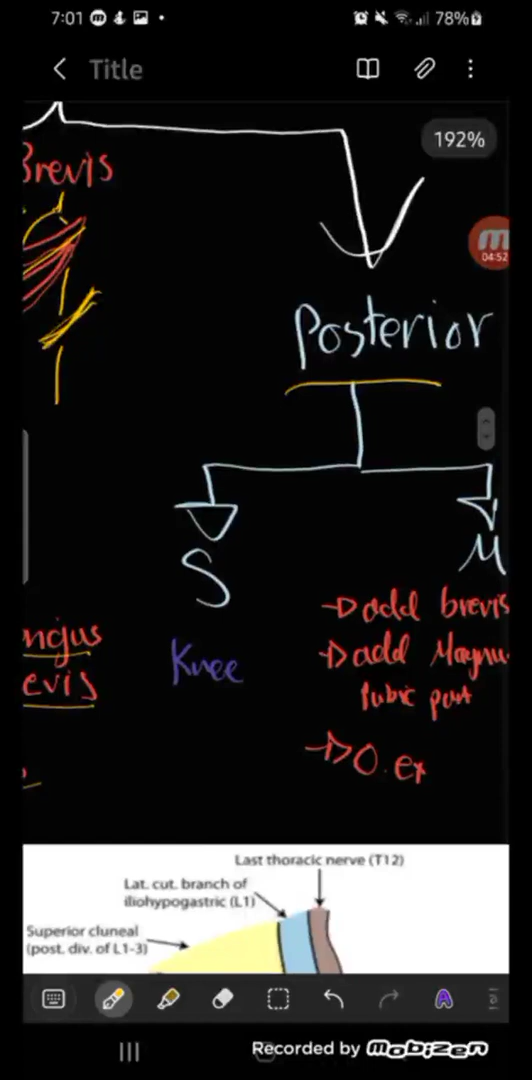 7:01
78%
Title
192%
Brevis
04:52
Posterior
S
M
Knee
→ add brevis
→ add Magnu
Pubic part
→ O.ex
ngus
evis
Last thoracic nerve (T12)
Lat. cut. branch of
iliohypogastric (L1)
Superior cluneal
(post. div. of L1-3)
A
Recorded by mobizen